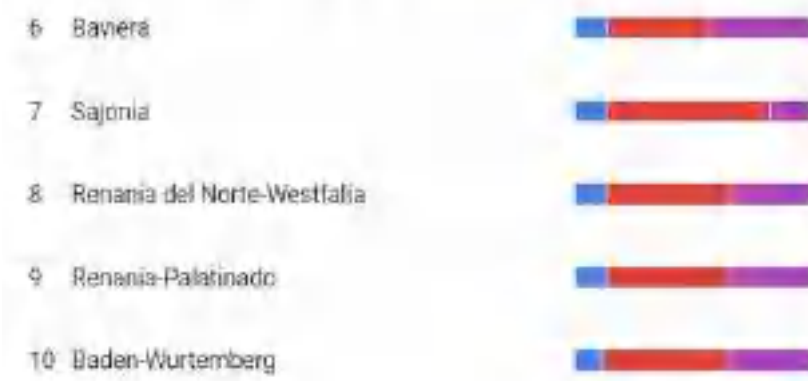 6 Baviera
7 Sajonia
8 Renania del Norte-Westfalia
9 Renania-Palatinado
10 Baden-Wurtemberg